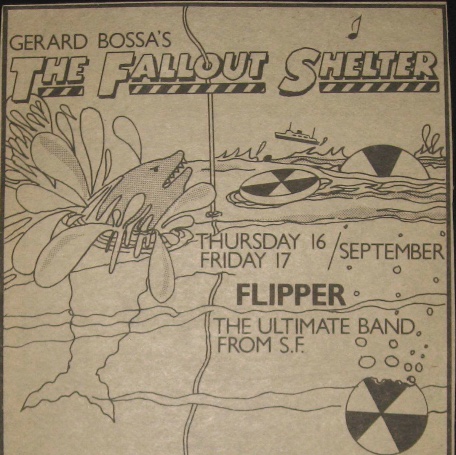 GERARD BOSSA'S
THE FALLOUT SHELTER
THURSDAY 16 / SEPTEMBER
FRIDAY 17
FLIPPER
THE ULTIMATE BAND
FROM S.F.